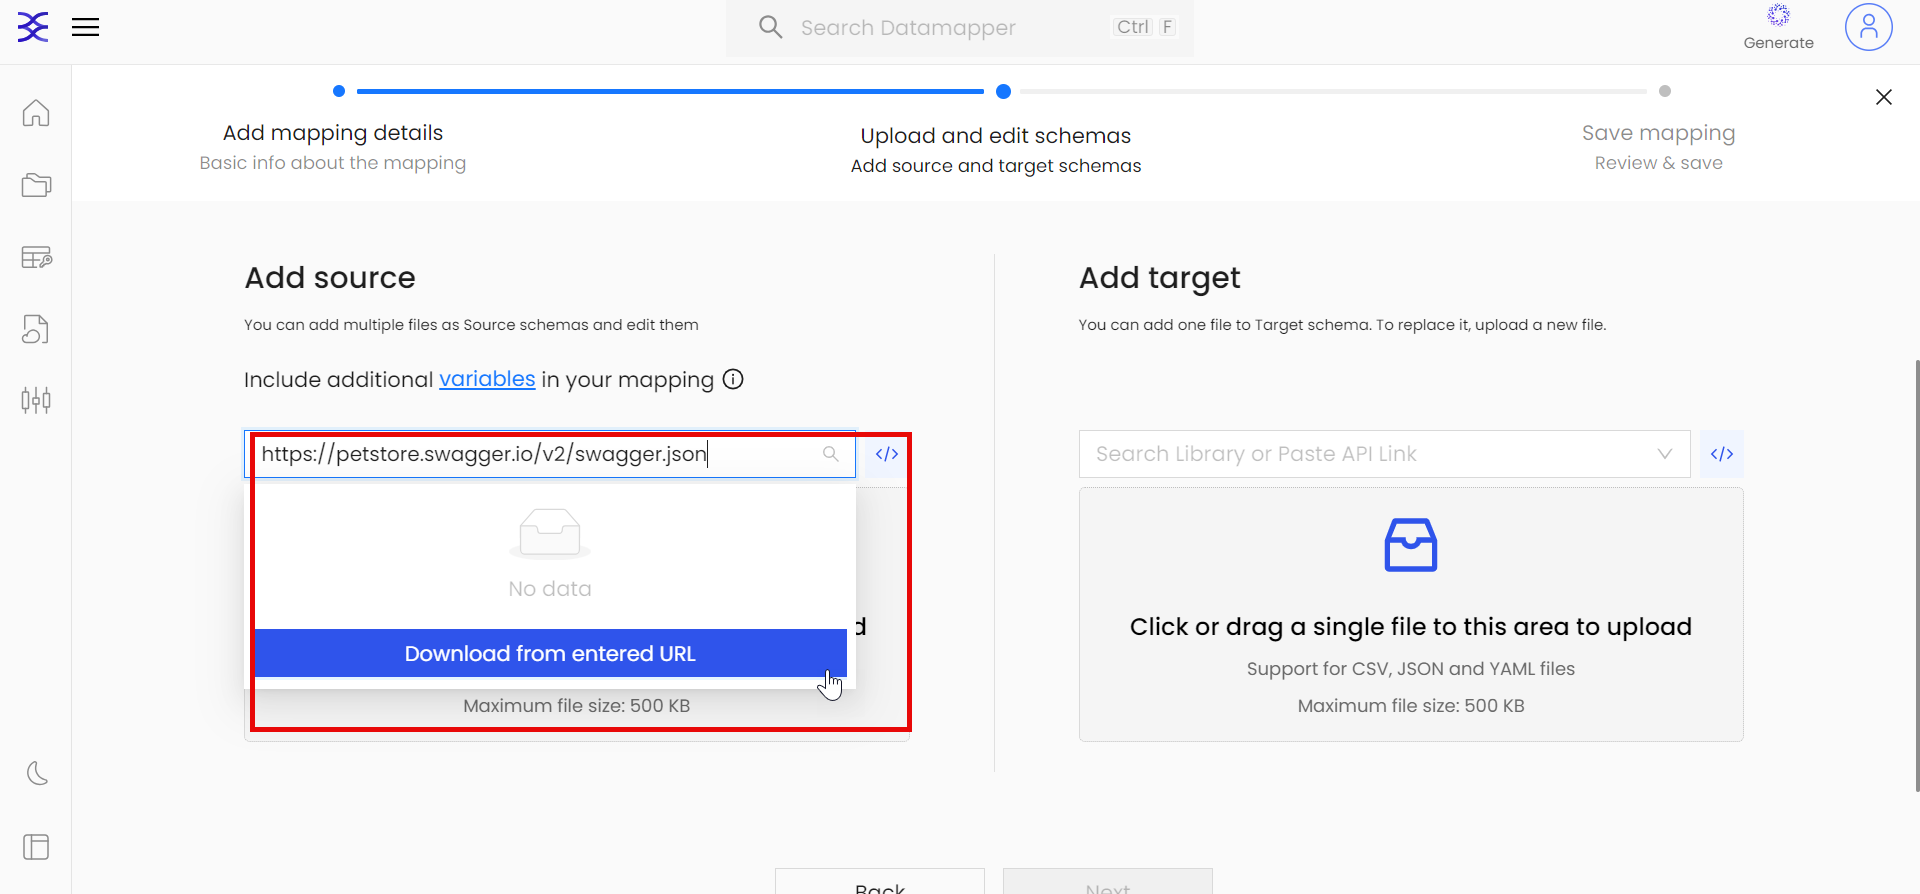 Search Datamapper Ctrl F
Generate
Add mapping details
Basic info about the mapping
Upload and edit schemas
Add source and target schemas
Save mapping
Review & save
Add source
You can add multiple files as Source schemas and edit them
Include additional variables in your mapping
https://petstore.swagger.io/v2/swagger.json
</>
No data
d
Download from entered URL
Maximum file size: 500 KB
Add target
You can add one file to Target schema. To replace it, upload a new file.
Search Library or Paste API Link
</>
Click or drag a single file to this area to upload
Support for CSV, JSON and YAML files
Maximum file size: 500 KB
Back
Next